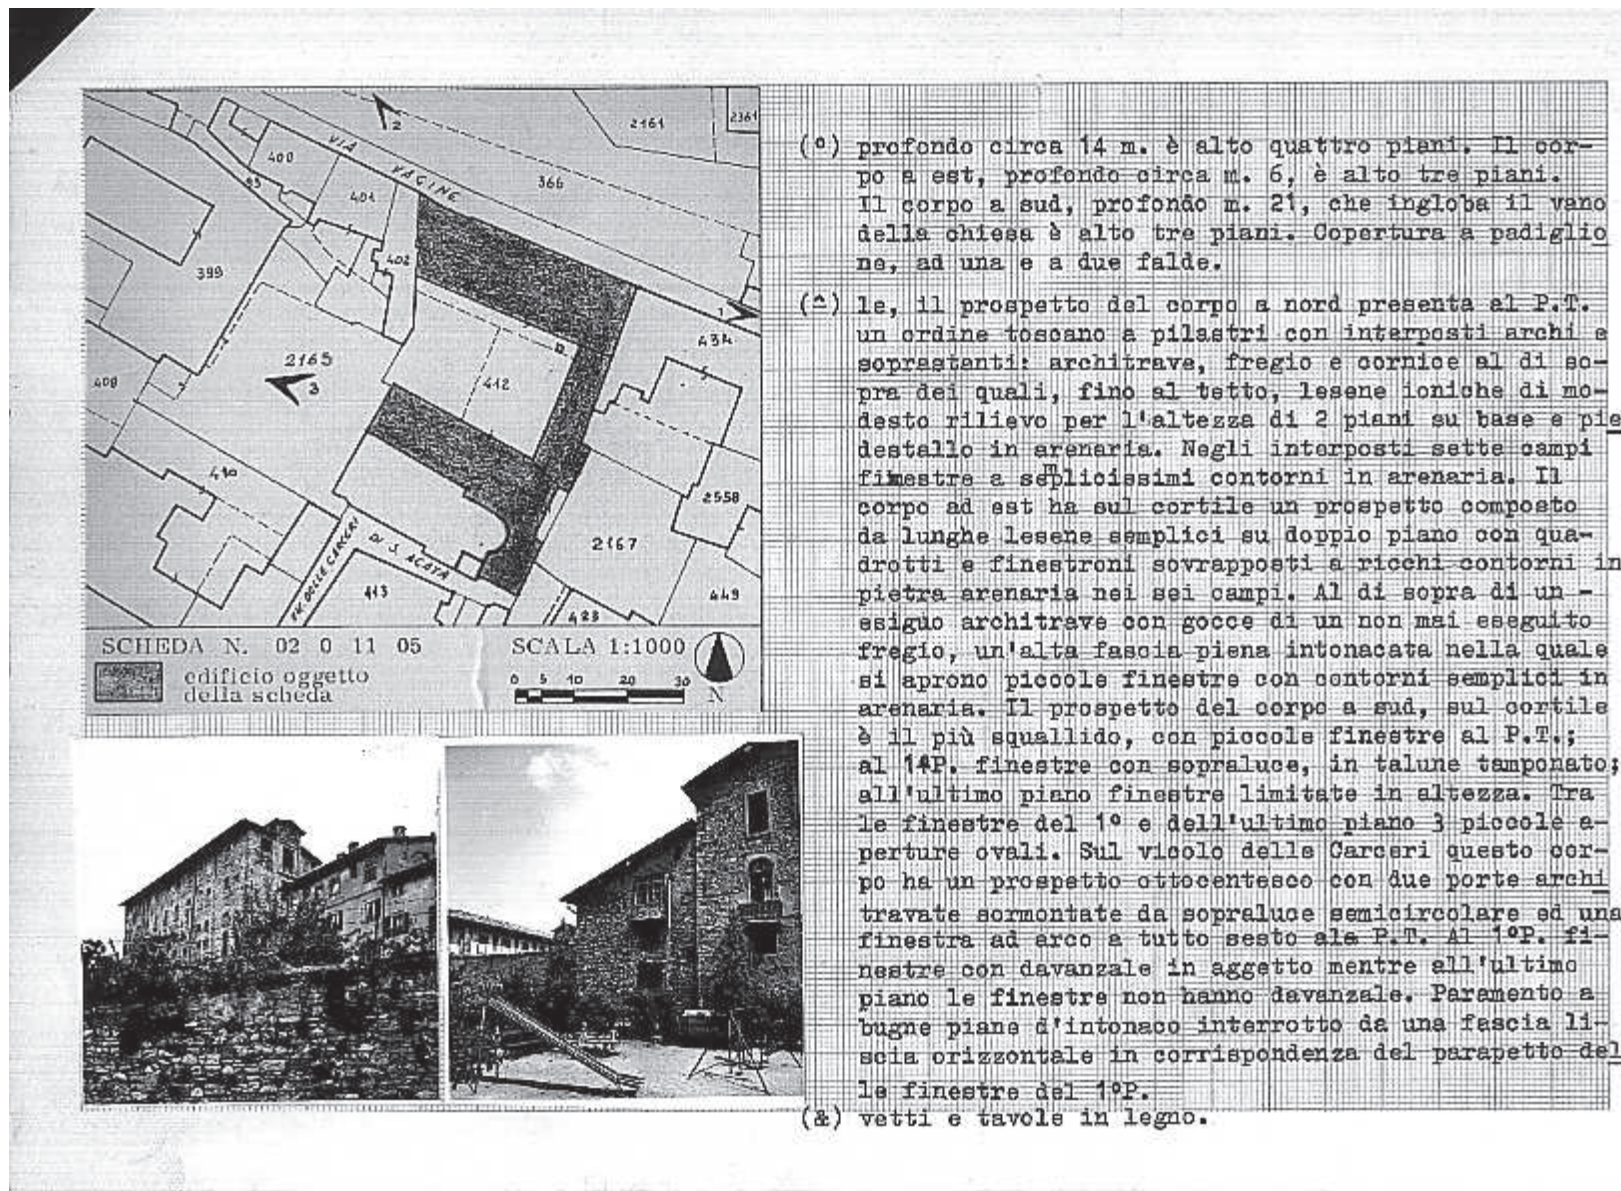 2
2161
2361
VIA VACINE
400
93
401
366
402
399
1
434
2165
3
408
412
410
2558
2167
VIC. DELLE CARCERI
DI S. AGATA
413
449
423
SCHEDA N. 02 0 11 05
edificio oggetto
della scheda
SCALA 1:1000
0 5 10 20 30
N
(°) profondo circa 14 m. è alto quattro piani. Il cor-
po a est, profondo circa m. 6, è alto tre piani.
Il corpo a sud, profondo m. 21, che ingloba il vano
della chiesa è alto tre piani. Copertura a padiglio
ne, ad una e a due falde.
(^) le, il prospetto del corpo a nord presenta al P.T.
un ordine toscano a pilastri con interposti archi e
soprastanti: architrave, fregio e cornice al di so-
pra dei quali, fino al tetto, lesene ioniche di mo-
desto rilievo per l'altezza di 2 piani su base e pie
destallo in arenaria. Negli interposti sette campi
finestre a semplicissimi contorni in arenaria. Il
corpo ad est ha sul cortile un prospetto composto
da lunghe lesene semplici su doppio piano con qua-
drotti e finestroni sovrapposti a ricchi contorni in
pietra arenaria nei sei campi. Al di sopra di un -
esiguo architrave con gocce di un non mai eseguito
fregio, un'alta fascia piena intonacata nella quale
si aprono piccole finestre con contorni semplici in
arenaria. Il prospetto del corpo a sud, sul cortile
è il più squallido, con piccole finestre al P.T.;
al 1°P. finestre con sopraluce, in talune tamponato;
all'ultimo piano finestre limitate in altezza. Tra
le finestre del 1° e dell'ultimo piano 3 piccole a-
perture ovali. Sul vicolo delle Carceri questo cor-
po ha un prospetto ottocentesco con due porte archi
travate sormontate da sopraluce semicircolare ed una
finestra ad arco a tutto sesto ala P.T. Al 1°P. fi-
nestre con davanzale in aggetto mentre all'ultimo
piano le finestre non hanno davanzale. Paramento a
bugne piane d'intonaco interrotto da una fascia li-
scia orizzontale in corrispondenza del parapetto del
le finestre del 1°P.
(&) vetti e tavole in legno.